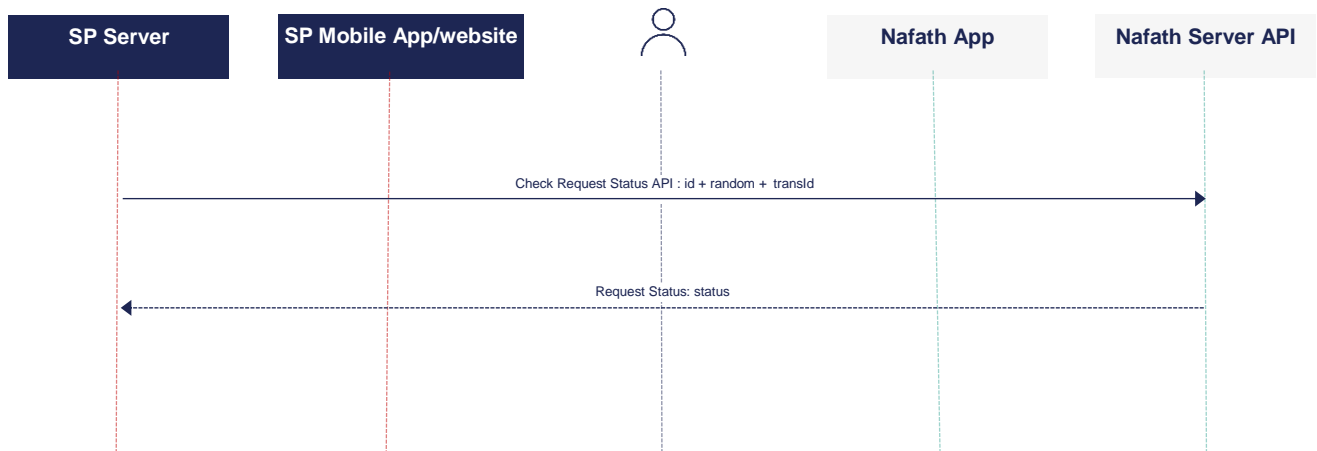 SP Server
SP Mobile App/website
Nafath App
Nafath Server API
Check Request Status API : id + random + transId
Request Status: status